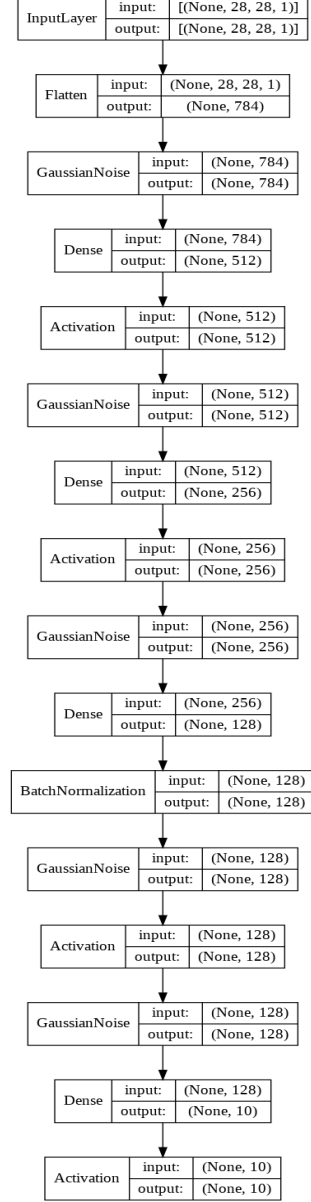 InputLayer input: [(None, 28, 28, 1)]
output: [(None, 28, 28, 1)]
Flatten input: (None, 28, 28, 1)
output: (None, 784)
GaussianNoise input: (None, 784)
output: (None, 784)
Dense input: (None, 784)
output: (None, 512)
Activation input: (None, 512)
output: (None, 512)
GaussianNoise input: (None, 512)
output: (None, 512)
Dense input: (None, 512)
output: (None, 256)
Activation input: (None, 256)
output: (None, 256)
GaussianNoise input: (None, 256)
output: (None, 256)
Dense input: (None, 256)
output: (None, 128)
BatchNormalization input: (None, 128)
output: (None, 128)
GaussianNoise input: (None, 128)
output: (None, 128)
Activation input: (None, 128)
output: (None, 128)
GaussianNoise input: (None, 128)
output: (None, 128)
Dense input: (None, 128)
output: (None, 10)
Activation input: (None, 10)
output: (None, 10)